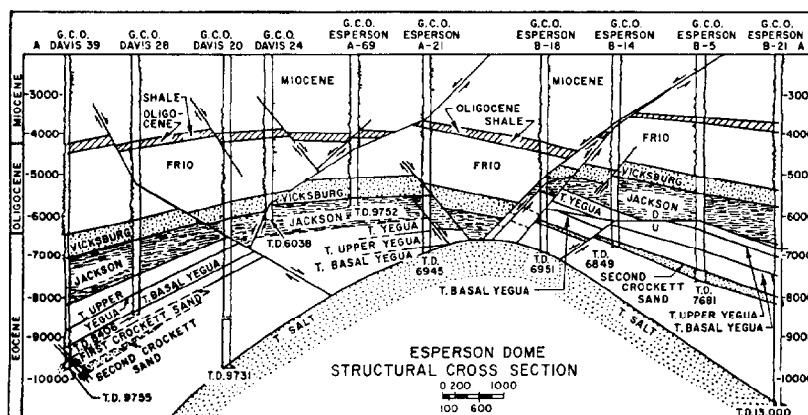 G.C.O. G.C.O. G.C.O. G.C.O. G.C.O. G.C.O. G.C.O. G.C.O. G.C.O. G.C.O.
ESPERSON ESPERSON ESPERSON ESPERSON ESPERSON ESPERSON
A DAVIS 39 DAVIS 28 DAVIS 20 DAVIS 24 A-69 A-21 B-18 B-14 B-5 B-21 A
MIOCENE
OLIGOCENE
EOCENE
-3000
-4000
-5000
-6000
-7000
-8000
-9000
-10000
MIOCENE
MIOCENE
SHALE
OLIGO-
CENE
OLIGOCENE
SHALE
FRIO
FRIO
FRIO
VICKSBURG
VICKSBURG
VICKSBURG
JACKSON
JACKSON
JACKSON
D
U
T.D.9752
T.D.6038
T. YEGUA
T. UPPER YEGUA
T. BASAL YEGUA
T. YEGUA
T.D.
6945
T.D.
6951
T.D.
6849
T.D.
7681
T. BASAL YEGUA
SECOND
CROCKETT
SAND
T. UPPER YEGUA
T. BASAL YEGUA
T. UPPER
YEGUA
T. BASAL YEGUA
T.D. 8406
FIRST CROCKETT SAND
SECOND CROCKETT
SAND
T.D.9755
T.D.9731
T. SALT
T. SALT
ESPERSON DOME
STRUCTURAL CROSS SECTION
0 200 1000
100 600
-3000
-4000
-5000
-6000
-7000
-8000
-9000
-10000
T.D.13,000